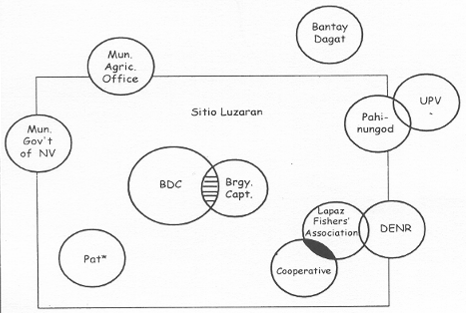 Bantay
Dagat
Mun.
Agric.
Office
UPV
Pahi-
nungod
Sitio Luzaran
Mun.
Gov't
of NV
BDC
Brgy.
Capt.
Lapaz
Fishers'
Association
DENR
Pat*
Cooperative